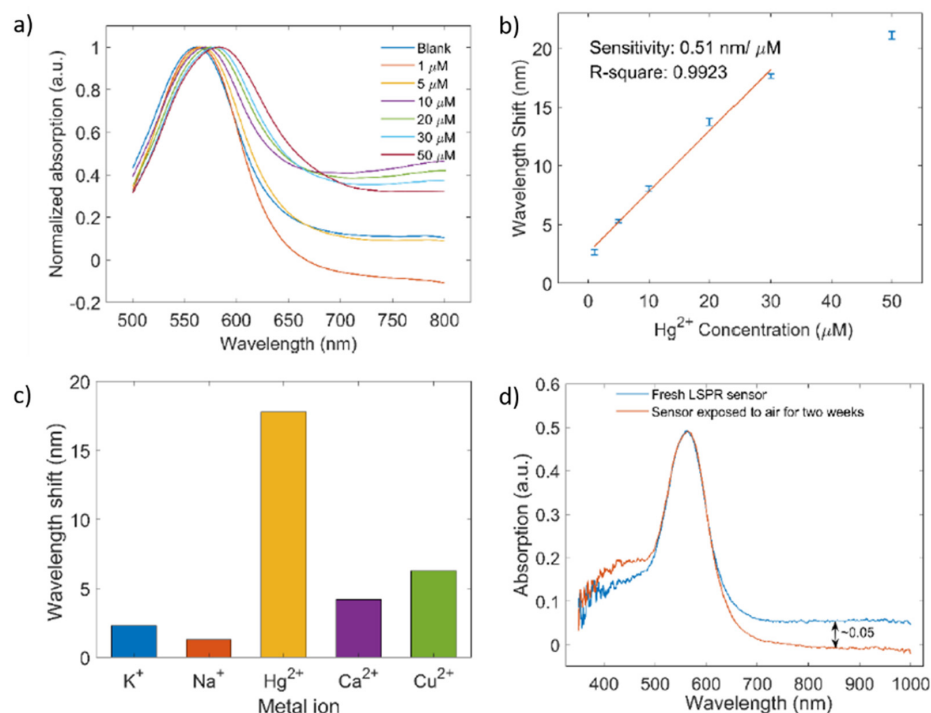 a)
1
0.8
0.6
0.4
0.2
0
-0.2
Normalized absorption (a.u.)
500 550 600 650 700 750 800
Wavelength (nm)
Blank
1 μM
5 μM
10 μM
20 μM
30 μM
50 μM
b)
Sensitivity: 0.51 nm/ μM
R-square: 0.9923
20
15
10
5
0
Wavelength Shift (nm)
0 10 20 30 40 50
Hg²⁺ Concentration (μM)
c)
20
15
10
5
0
Wavelength shift (nm)
K⁺ Na⁺ Hg²⁺ Ca²⁺ Cu²⁺
Metal ion
d)
0.6
0.5
0.4
0.3
0.2
0.1
0
Absorption (a.u.)
Fresh LSPR sensor
Sensor exposed to air for two weeks
~0.05
400 500 600 700 800 900 1000
Wavelength (nm)